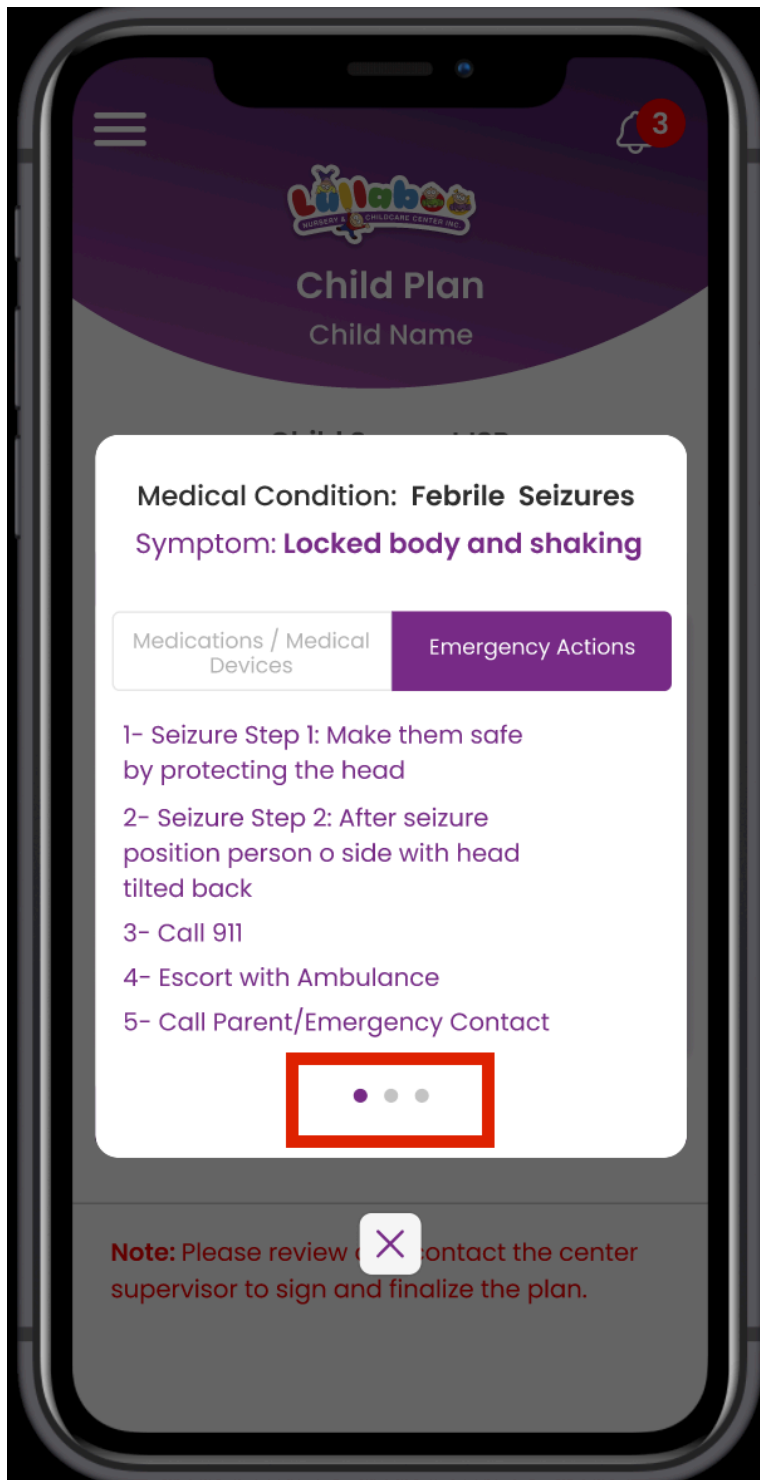 3
Lullaboo
NURSERY & CHILDCARE CENTER INC.
Child Plan
Child Name
Medical Condition: Febrile Seizures
Symptom: Locked body and shaking
Medications / Medical
Devices
Emergency Actions
1- Seizure Step 1: Make them safe
by protecting the head
2- Seizure Step 2: After seizure
position person o side with head
tilted back
3- Call 911
4- Escort with Ambulance
5- Call Parent/Emergency Contact
Note: Please review contact the center
supervisor to sign and finalize the plan.